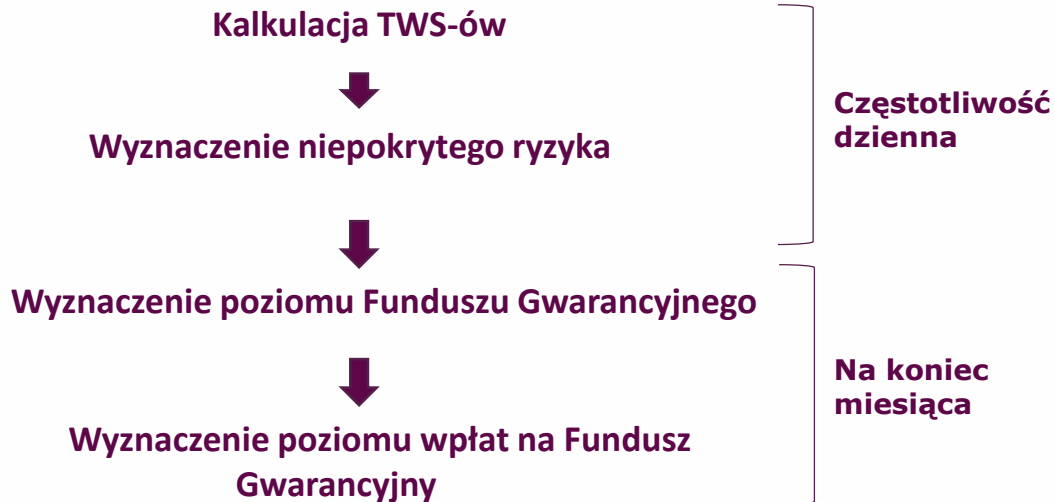 Kalkulacja TWS-ów
Wyznaczenie niepokrytego ryzyka
Częstotliwość
dzienna
Wyznaczenie poziomu Funduszu Gwarancyjnego
Na koniec
miesiąca
Wyznaczenie poziomu wpłat na Fundusz
Gwarancyjny